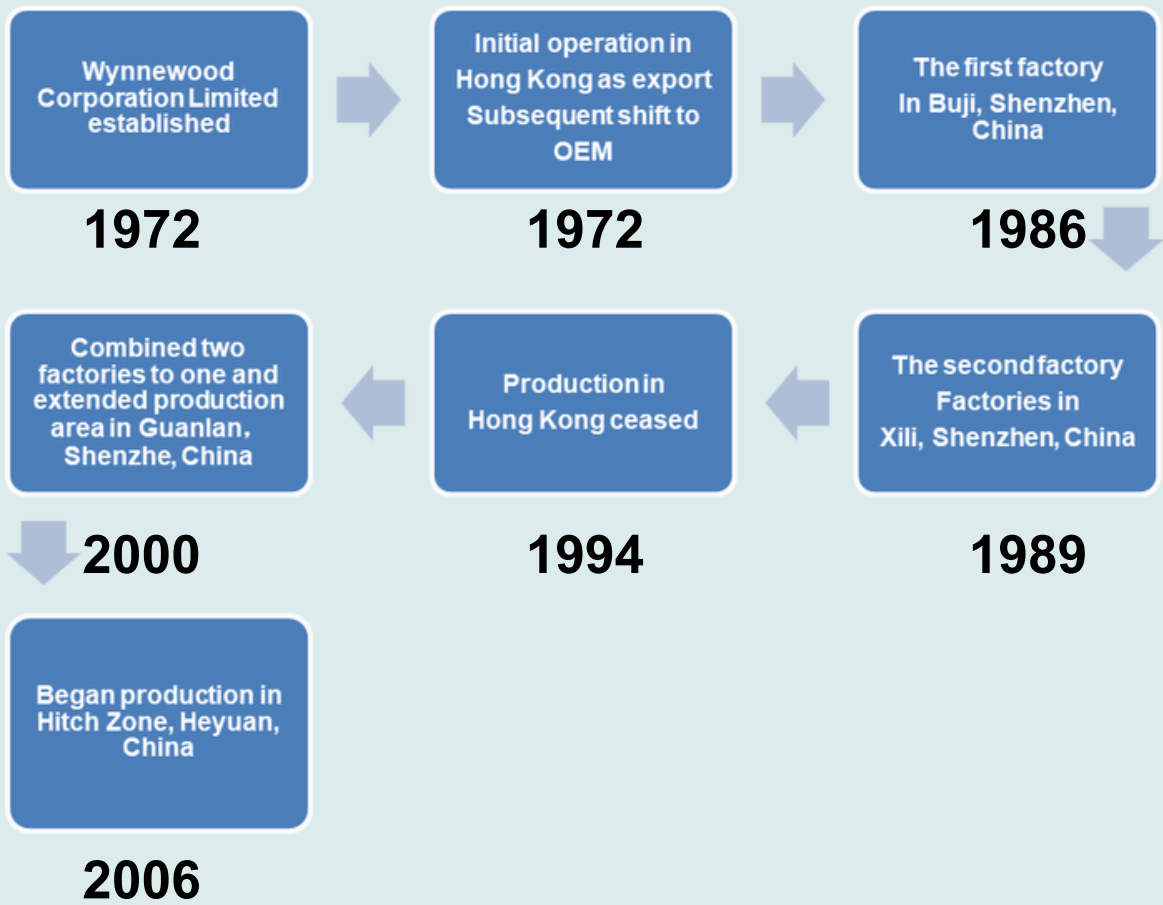 Wynnewood
Corporation Limited
established
1972
Initial operation in
Hong Kong as export
Subsequent shift to
OEM
1972
The first factory
In Buji, Shenzhen,
China
1986
The second factory
Factories in
Xili, Shenzhen, China
1989
Production in
Hong Kong ceased
1994
Combined two
factories to one and
extended production
area in Guanlan,
Shenzhe, China
2000
Began production in
Hitch Zone, Heyuan,
China
2006